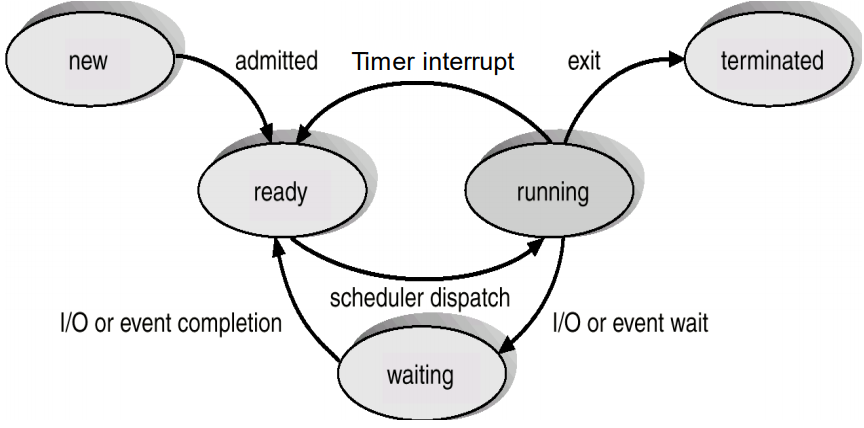 new
admitted
Timer interrupt
exit
terminated
ready
running
scheduler dispatch
I/O or event completion
I/O or event wait
waiting